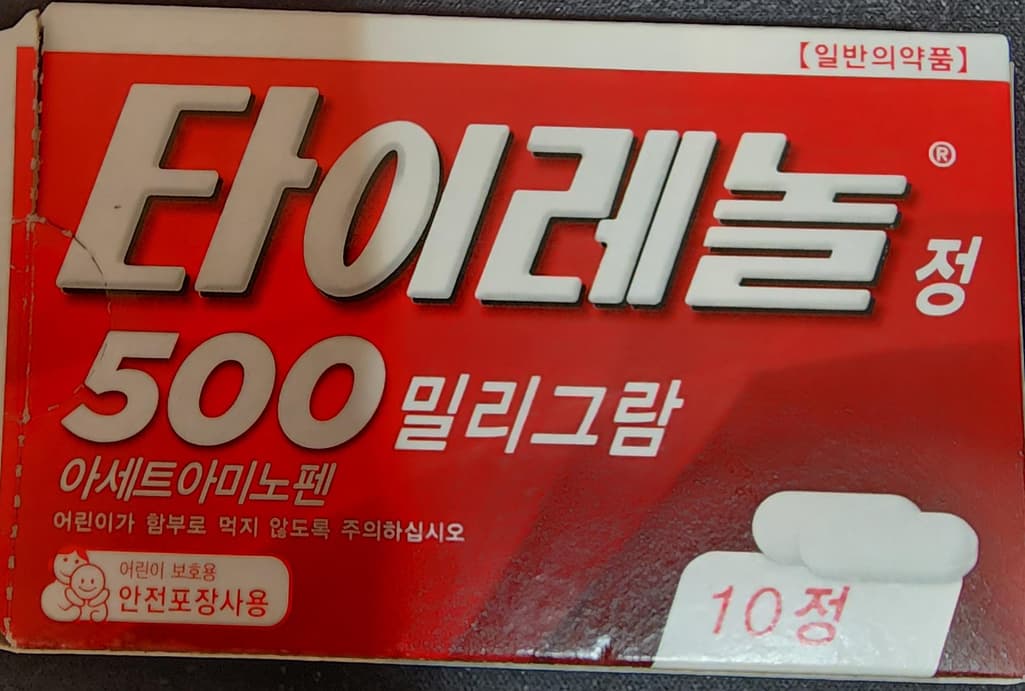 【일반의약품】
타이레놀® 정
500 밀리그람
아세트아미노펜
어린이가 함부로 먹지 않도록 주의하십시오
어린이 보호용
안전포장사용
10정